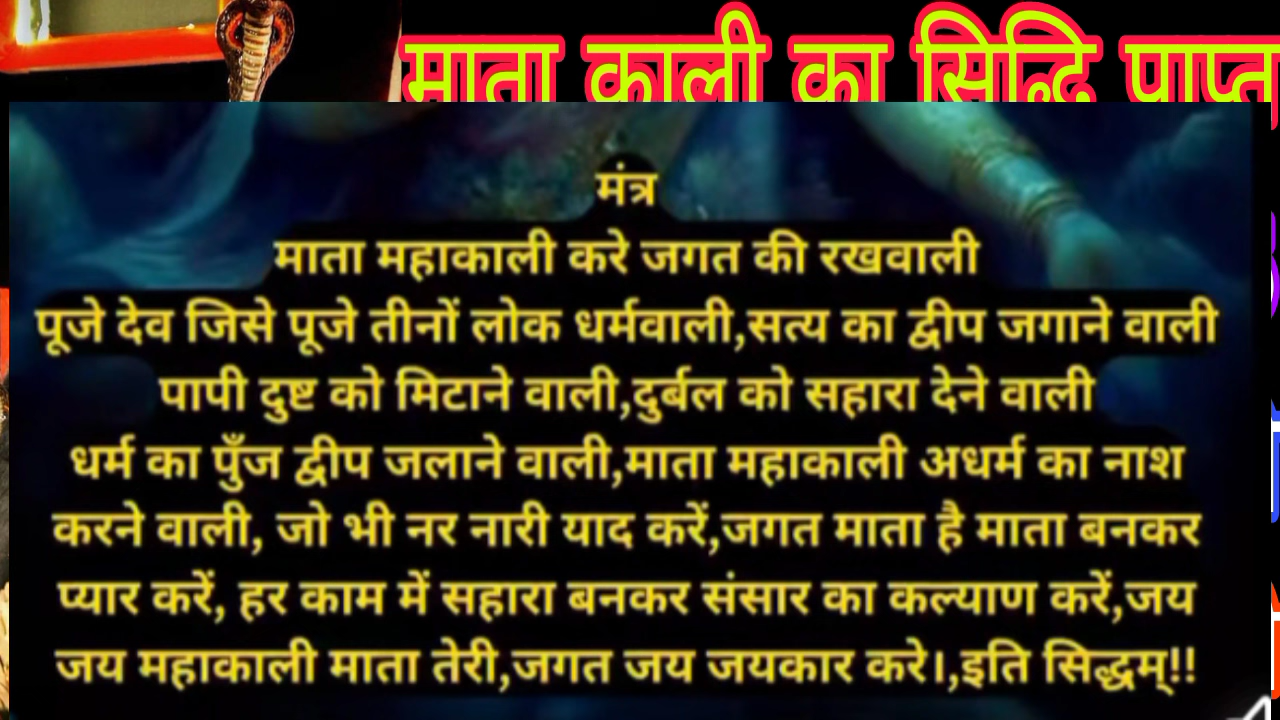 माता काली का सिद्धि पाप्त
मंत्र
माता महाकाली करे जगत की रखवाली
पूजे देव जिसे पूजे तीनों लोक धर्मवाली,सत्य का द्वीप जगाने वाली
पापी दुष्ट को मिटाने वाली,दुर्बल को सहारा देने वाली
धर्म का पुँज द्वीप जलाने वाली,माता महाकाली अधर्म का नाश
करने वाली, जो भी नर नारी याद करें,जगत माता है माता बनकर
प्यार करें, हर काम में सहारा बनकर संसार का कल्याण करें,जय
जय महाकाली माता तेरी,जगत जय जयकार करे।,इति सिद्धम्!!